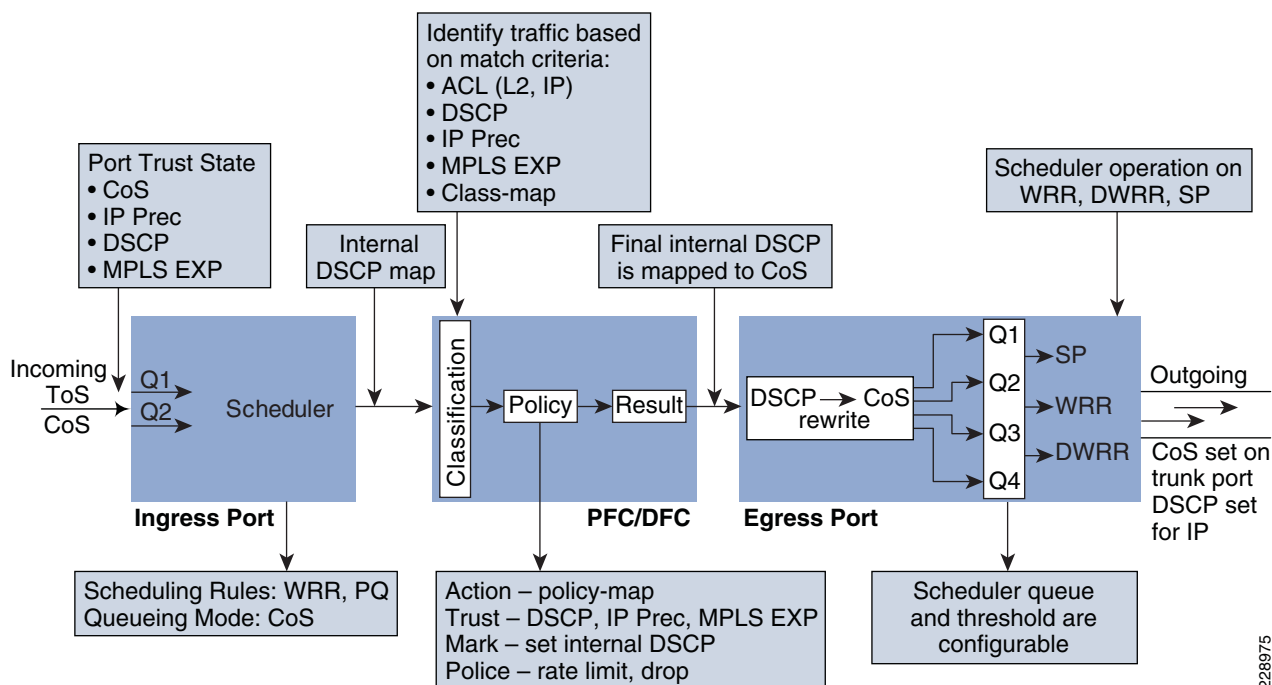 Identify traffic based
on match criteria:
• ACL (L2, IP)
• DSCP
• IP Prec
• MPLS EXP
• Class-map
Port Trust State
• CoS
• IP Prec
• DSCP
• MPLS EXP
Internal
DSCP map
Final internal DSCP
is mapped to CoS
Scheduler operation on
WRR, DWRR, SP
Incoming
ToS
CoS
Q1
Q2
Scheduler
Ingress Port
Classification
Policy
Result
PFC/DFC
DSCP
CoS
rewrite
Q1
Q2
Q3
Q4
SP
WRR
DWRR
Egress Port
Outgoing
CoS set on
trunk port
DSCP set
for IP
Scheduling Rules: WRR, PQ
Queueing Mode: CoS
Action – policy-map
Trust – DSCP, IP Prec, MPLS EXP
Mark – set internal DSCP
Police – rate limit, drop
Scheduler queue
and threshold are
configurable
228975